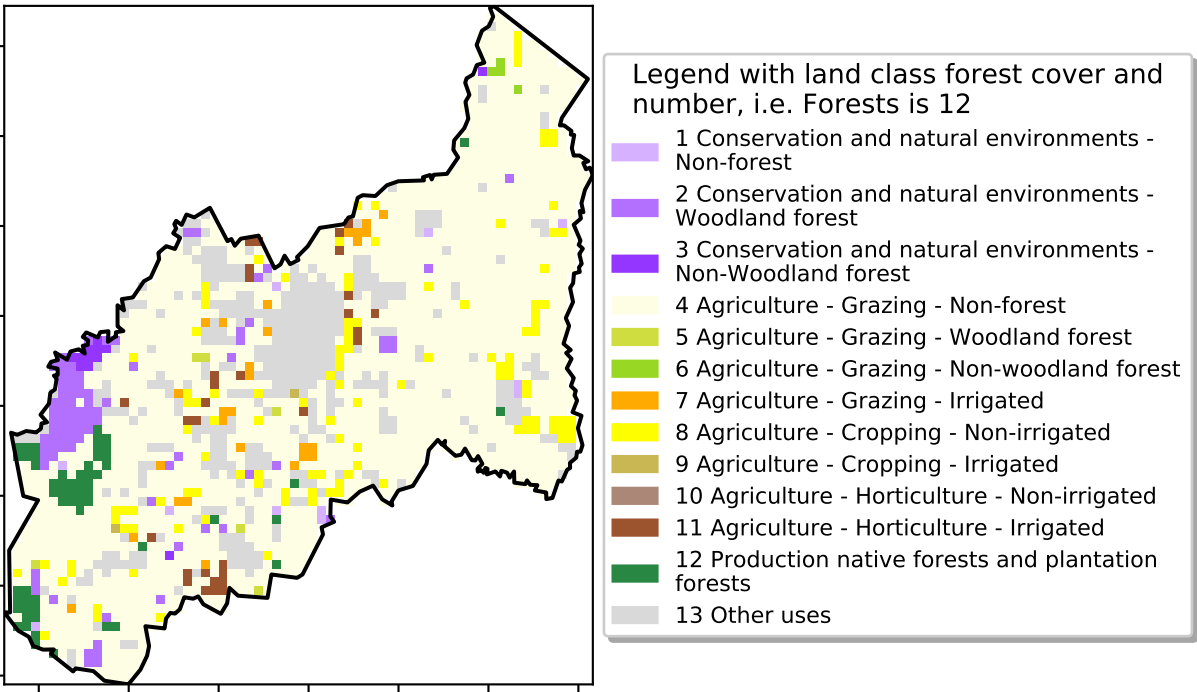 Legend with land class forest cover and
number, i.e. Forests is 12
1 Conservation and natural environments -
Non-forest
2 Conservation and natural environments -
Woodland forest
3 Conservation and natural environments -
Non-Woodland forest
4 Agriculture - Grazing - Non-forest
5 Agriculture - Grazing - Woodland forest
6 Agriculture - Grazing - Non-woodland forest
7 Agriculture - Grazing - Irrigated
8 Agriculture - Cropping - Non-irrigated
9 Agriculture - Cropping - Irrigated
10 Agriculture - Horticulture - Non-irrigated
11 Agriculture - Horticulture - Irrigated
12 Production native forests and plantation
forests
13 Other uses